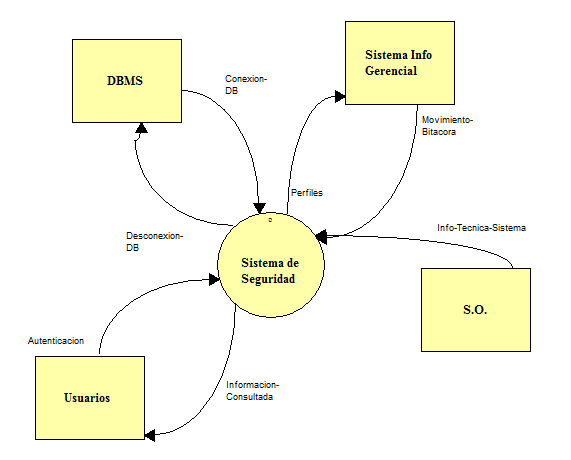 DBMS
Conexion-
DB
Sistema Info
Gerencial
Movimiento-
Bitacora
Perfiles
Desconexion-
DB
Sistema de
Seguridad
Info-Tecnica-Sistema
S.O.
Autenticacion
Usuarios
Informacion-
Consultada